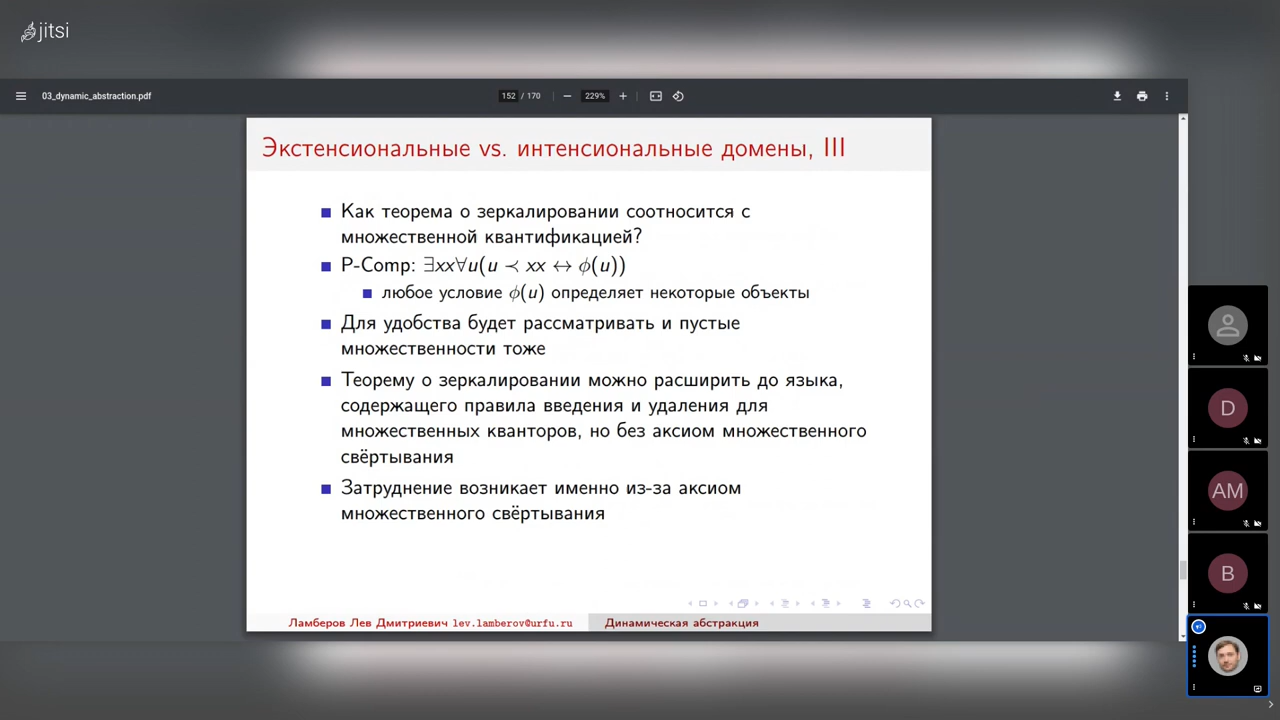 jitsi
03_dynamic_abstraction.pdf
152 / 170
229%
Экстенсиональные vs. интенсиональные домены, III
Как теорема о зеркалировании соотносится с
множественной квантификацией?
P-Comp: ∃xx∀u(u ≺ xx ↔ ϕ(u))
любое условие ϕ(u) определяет некоторые объекты
Для удобства будет рассматривать и пустые
множественности тоже
Теорему о зеркалировании можно расширить до языка,
содержащего правила введения и удаления для
множественных кванторов, но без аксиом множественного
свёртывания
Затруднение возникает именно из-за аксиом
множественного свёртывания
Ламберов Лев Дмитриевич lev.lamberov@urfu.ru
Динамическая абстракция
D
AM
B